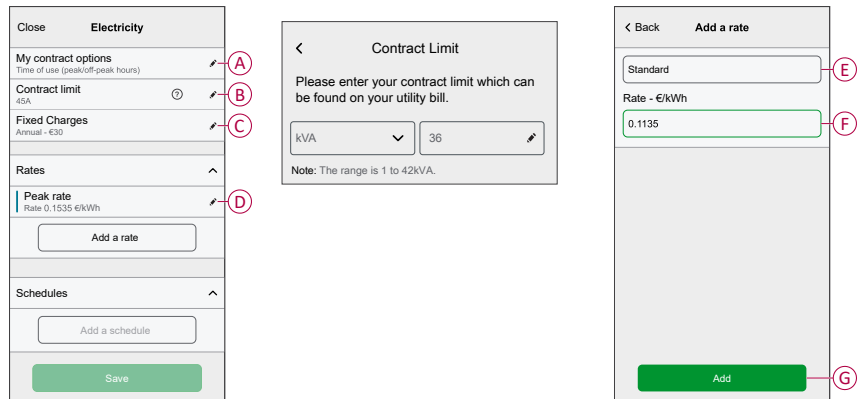 Close Electricity
My contract options
Time of use (peak/off-peak hours)
A
Contract limit
?
45A
B
Fixed Charges
Annual - €30
C
Rates
Peak rate
Rate 0.1535 €/kWh
D
Add a rate
Schedules
Add a schedule
Save
Contract Limit
Please enter your contract limit which can
be found on your utility bill.
kVA 36
Note: The range is 1 to 42kVA.
Back Add a rate
Standard
E
Rate - €/kWh
0.1135
F
Add
G